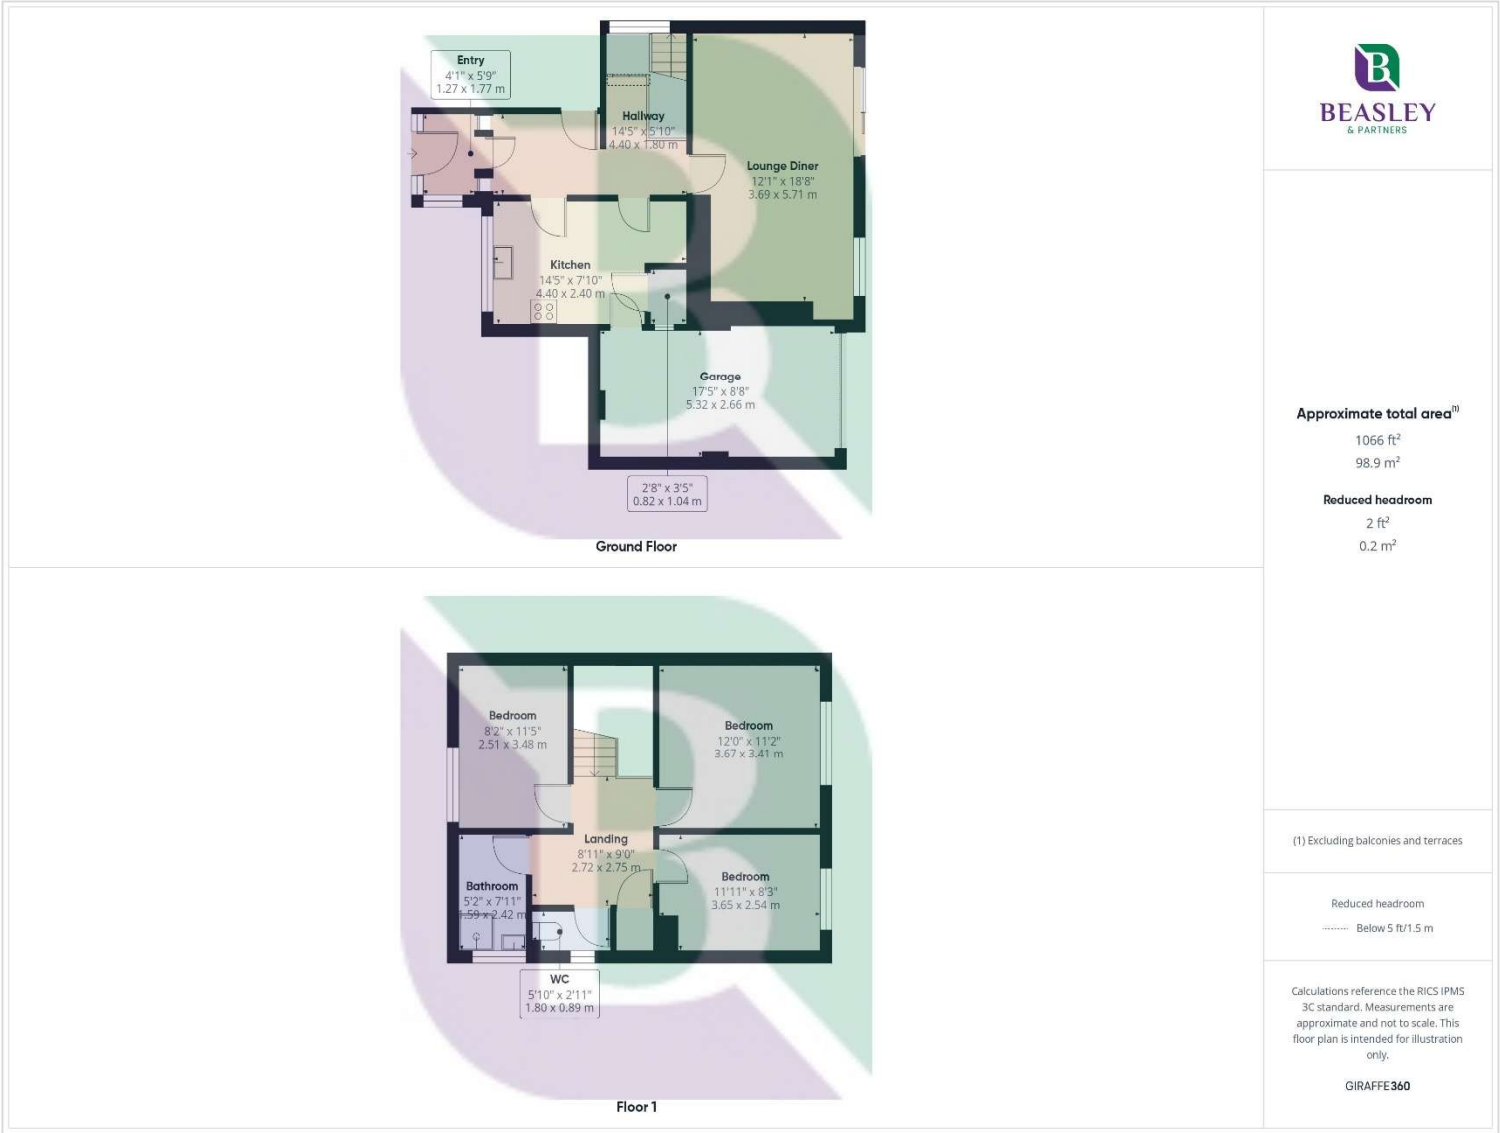 Entry
4'1" x 5'9"
1.27 x 1.77 m
Hallway
14'5" x 5'10"
4.40 x 1.80 m
Lounge Diner
12'1" x 18'8"
3.69 x 5.71 m
Kitchen
14'5" x 7'10"
4.40 x 2.40 m
Garage
17'5" x 8'8"
5.32 x 2.66 m
2'8" x 3'5"
0.82 x 1.04 m
Ground Floor
Bedroom
8'2" x 11'5"
2.51 x 3.48 m
Bedroom
12'0" x 11'2"
3.67 x 3.41 m
Landing
8'11" x 9'0"
2.72 x 2.75 m
Bathroom
5'2" x 7'11"
1.59 x 2.42 m
Bedroom
11'11" x 8'3"
3.65 x 2.54 m
WC
5'10" x 2'11"
1.80 x 0.89 m
Floor 1
B
BEASLEY
& PARTNERS
Approximate total area(1)
1066 ft²
98.9 m²
Reduced headroom
2 ft²
0.2 m²
(1) Excluding balconies and terraces
Reduced headroom
Below 5 ft/1.5 m
Calculations reference the RICS IPMS
3C standard. Measurements are
approximate and not to scale. This
floor plan is intended for illustration
only.
GIRAFFE360